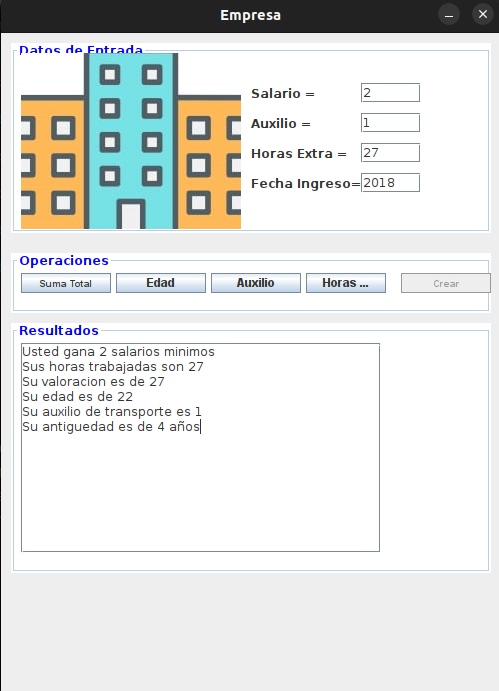 Empresa
Datos de Entrada
Salario = 2
Auxilio = 1
Horas Extra = 27
Fecha Ingreso= 2018
Operaciones
Suma Total Edad Auxilio Horas ... Crear
Resultados
Usted gana 2 salarios minimos
Sus horas trabajadas son 27
Su valoracion es de 27
Su edad es de 22
Su auxilio de transporte es 1
Su antiguedad es de 4 años